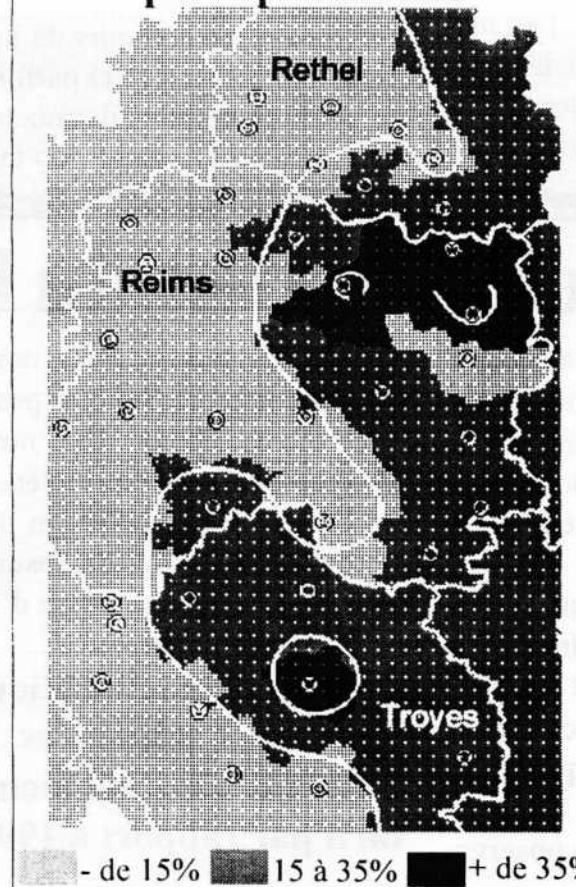 Rethel
Reims
Troyes
- de 15% 15 à 35% + de 35%